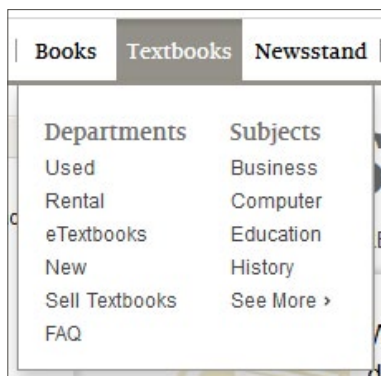 Books Textbooks Newsstand
Departments
Used
Rental
eTextbooks
New
Sell Textbooks
FAQ
Subjects
Business
Computer
Education
History
See More ›